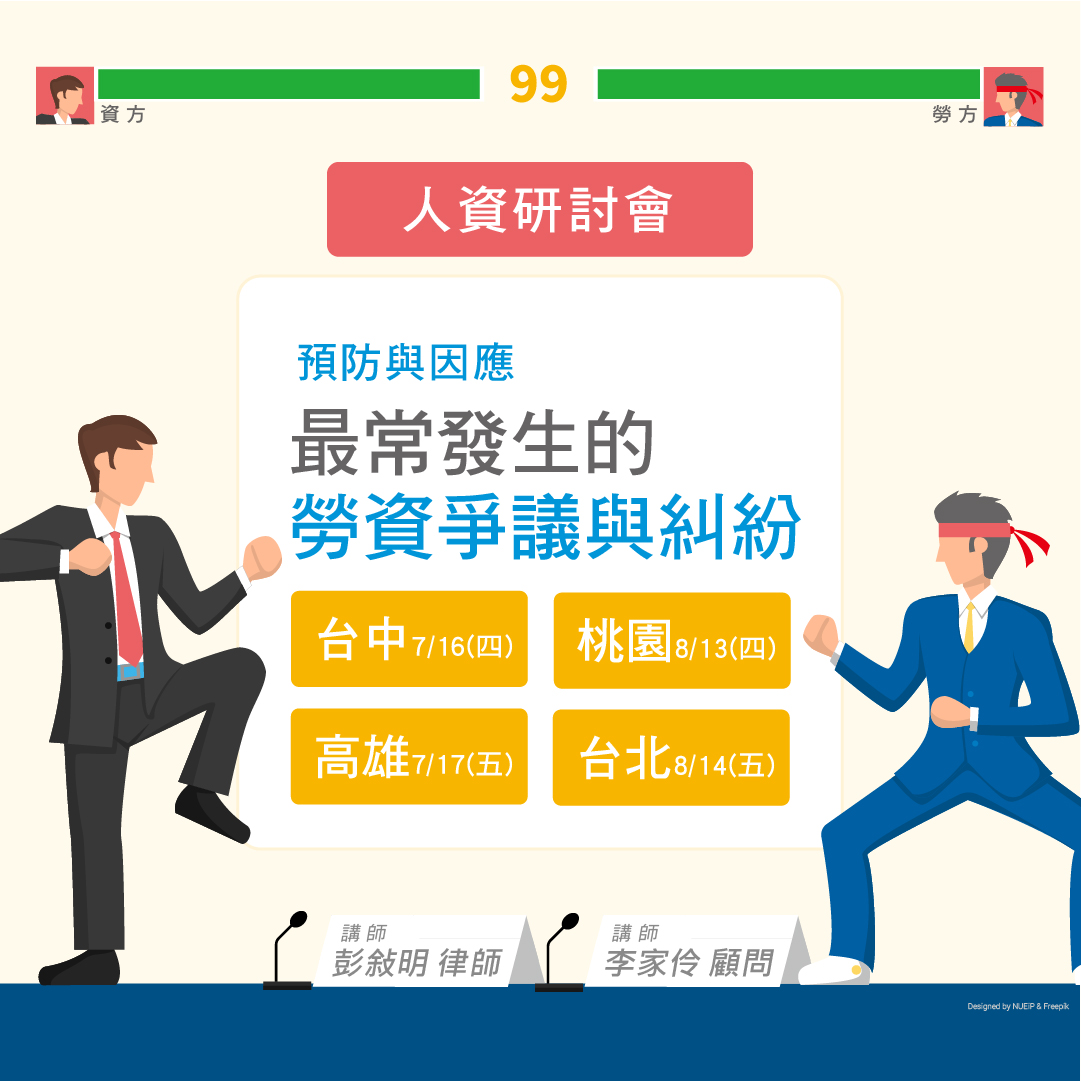 99
資方
勞方
人資研討會
預防與因應
最常發生的
勞資爭議與糾紛
台中7/16(四)
桃園8/13(四)
高雄7/17(五)
台北8/14(五)
講師
彭敍明 律師
講師
李家伶 顧問
Designed by NUEiP & Freepik